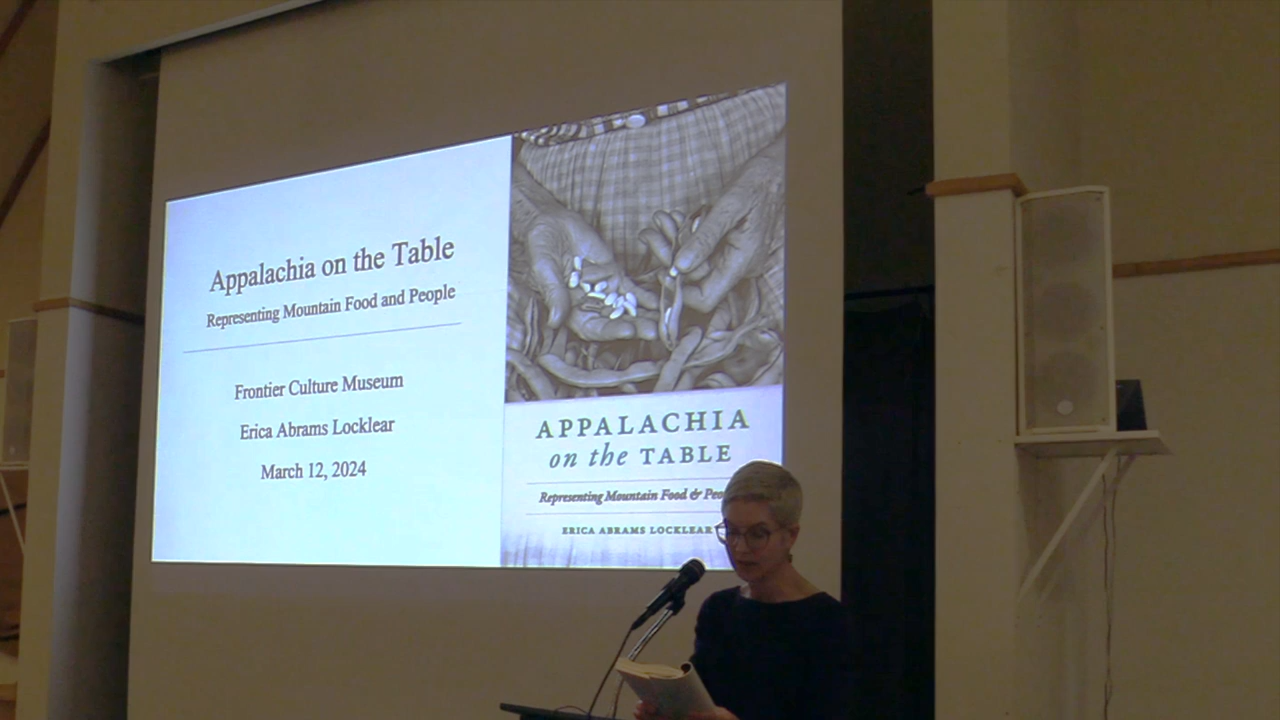 Appalachia on the Table
Representing Mountain Food and People
Frontier Culture Museum
Erica Abrams Locklear
March 12, 2024
APPALACHIA
on the TABLE
Representing Mountain Food &
ERICA ABRAMS LOCKLEAR